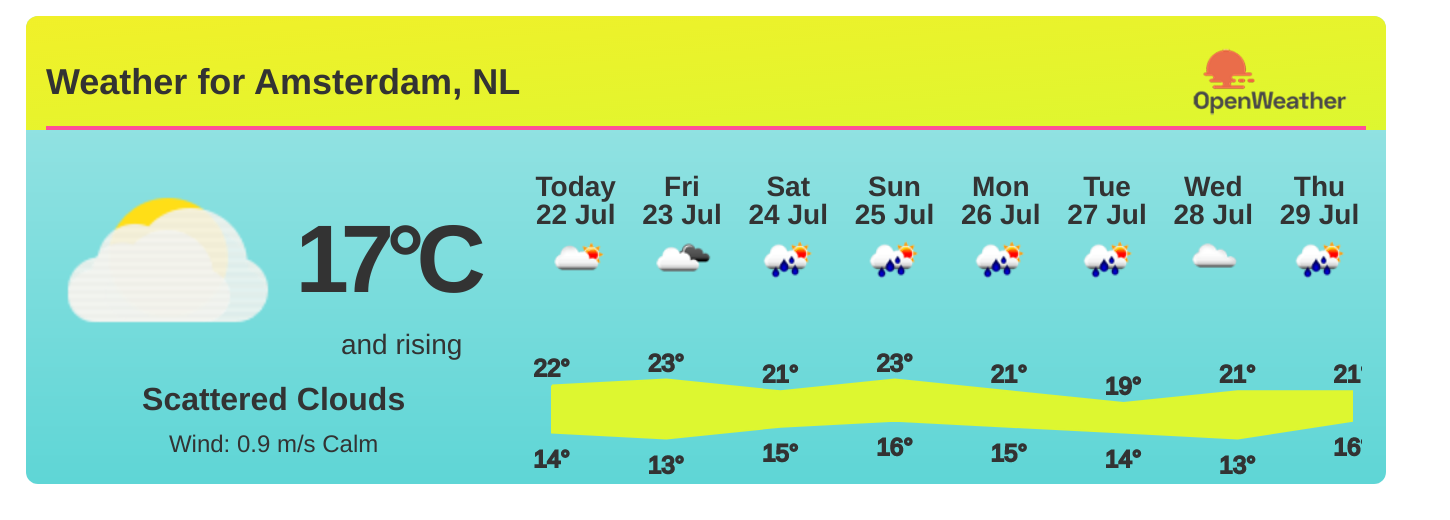 Weather for Amsterdam, NL
OpenWeather
17°C
and rising
Scattered Clouds
Wind: 0.9 m/s Calm
Today Fri Sat Sun Mon Tue Wed Thu
22 Jul 23 Jul 24 Jul 25 Jul 26 Jul 27 Jul 28 Jul 29 Jul
22° 23° 21° 23° 21° 19° 21° 21°
14° 13° 15° 16° 15° 14° 13° 16°